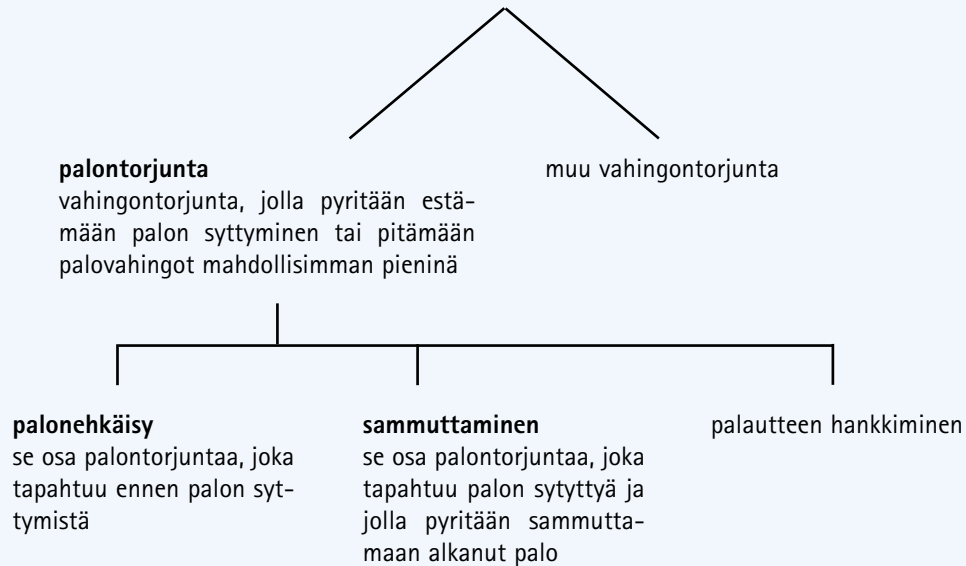 palontorjunta
vahingontorjunta, jolla pyritään estä-
mään palon syttyminen tai pitämään
palovahingot mahdollisimman pieninä
muu vahingontorjunta
palonehkäisy
se osa palontorjuntaa, joka
tapahtuu ennen palon syt-
tymistä
sammuttaminen
se osa palontorjuntaa, joka
tapahtuu palon sytyttyä ja
jolla pyritään sammutta-
maan alkanut palo
palautteen hankkiminen